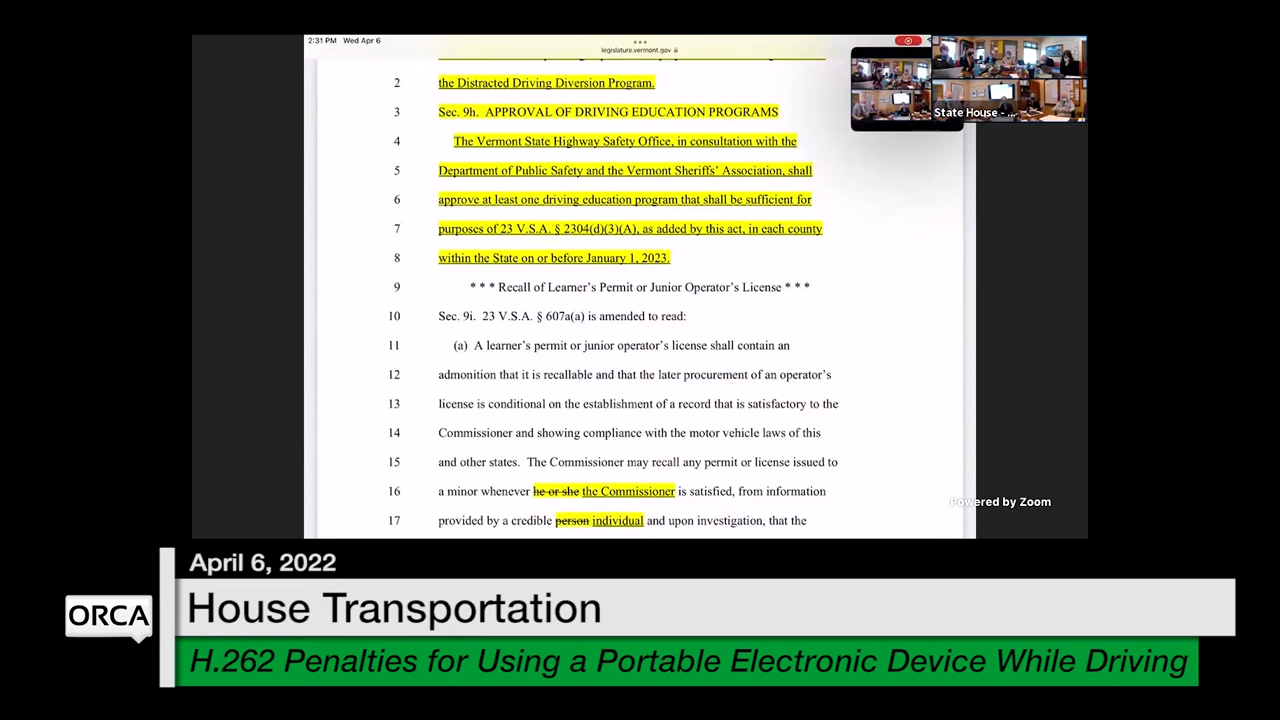 2:31 PM Wed Apr 6
legislature.vermont.gov
2 the Distracted Driving Diversion Program.
3 Sec. 9h. APPROVAL OF DRIVING EDUCATION PROGRAMS
4 The Vermont State Highway Safety Office, in consultation with the
5 Department of Public Safety and the Vermont Sheriffs’ Association, shall
6 approve at least one driving education program that shall be sufficient for
7 purposes of 23 V.S.A. § 2304(d)(3)(A), as added by this act, in each county
8 within the State on or before January 1, 2023.
9 * * * Recall of Learner’s Permit or Junior Operator’s License * * *
10 Sec. 9i. 23 V.S.A. § 607a(a) is amended to read:
11 (a) A learner’s permit or junior operator’s license shall contain an
12 admonition that it is recallable and that the later procurement of an operator’s
13 license is conditional on the establishment of a record that is satisfactory to the
14 Commissioner and showing compliance with the motor vehicle laws of this
15 and other states. The Commissioner may recall any permit or license issued to
16 a minor whenever he or she the Commissioner is satisfied, from information
17 provided by a credible person individual and upon investigation, that the
State House - ...
Powered by Zoom
April 6, 2022
ORCA
House Transportation
H.262 Penalties for Using a Portable Electronic Device While Driving